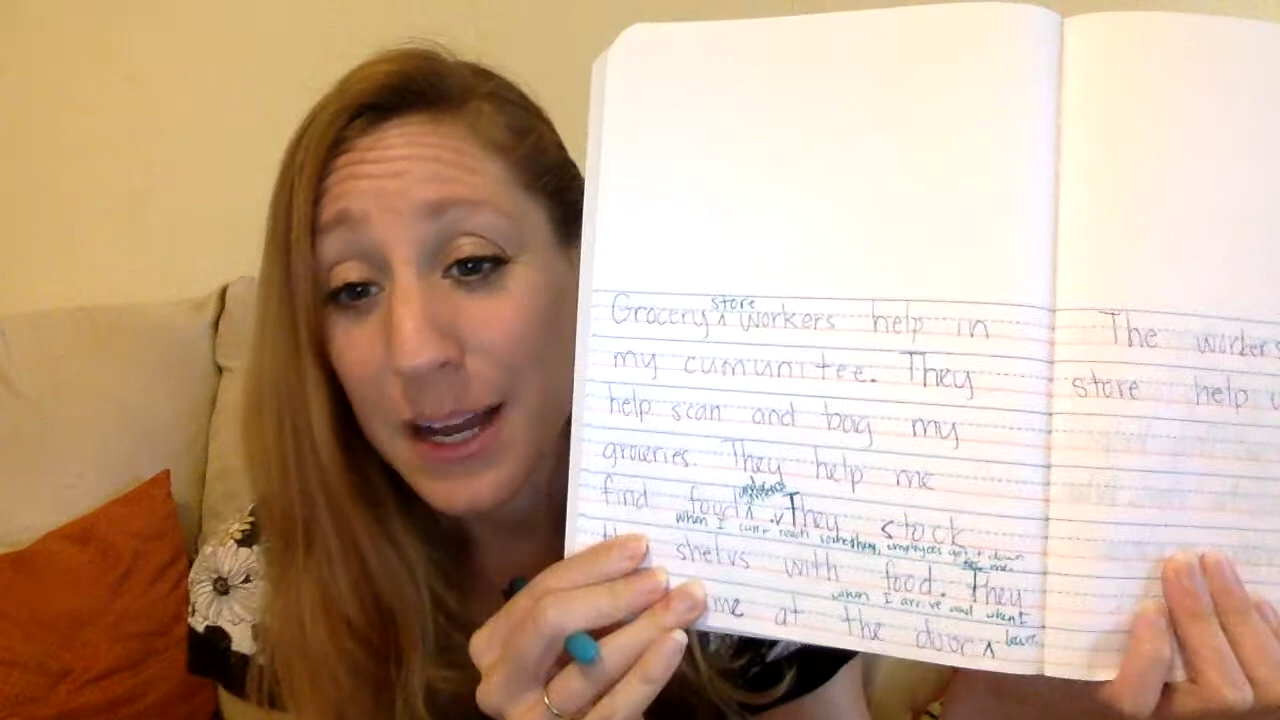 store
Grocery ^ workers help in
my cumunitee. They
help scan and bag my
groceries. They help me
find food ^. They stock
when I can't reach something, employees get it down
for me.
shelvs with food. They
when I arrive and when I
leave.
me at the door ^
The workers
store help